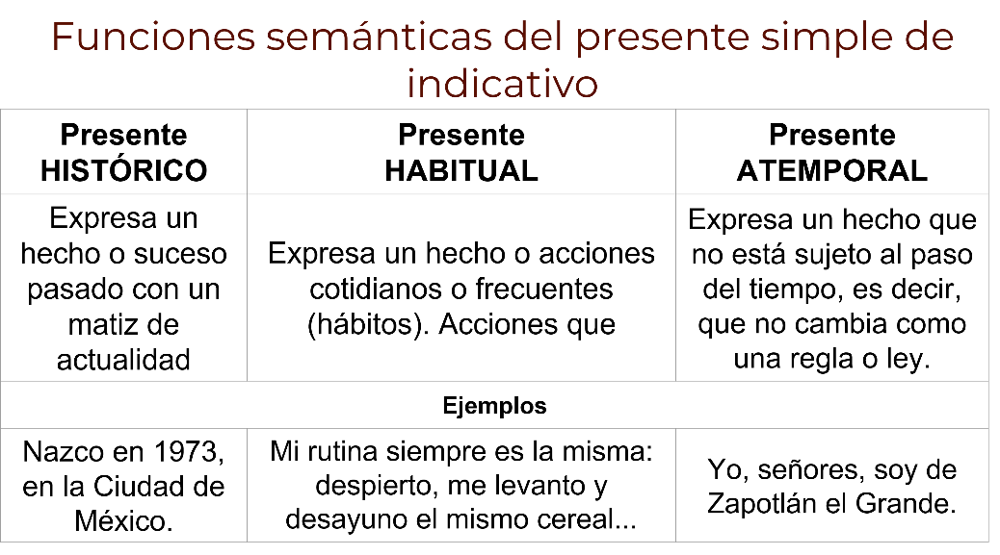 Funciones semánticas del presente simple de
indicativo
Presente
HISTÓRICO
Presente
HABITUAL
Presente
ATEMPORAL
Expresa un
hecho o suceso
pasado con un
matiz de
actualidad
Expresa un hecho o acciones
cotidianos o frecuentes
(hábitos). Acciones que
Expresa un hecho que
no está sujeto al paso
del tiempo, es decir,
que no cambia como
una regla o ley.
Ejemplos
Nazco en 1973,
en la Ciudad de
México.
Mi rutina siempre es la misma:
despierto, me levanto y
desayuno el mismo cereal...
Yo, señores, soy de
Zapotlán el Grande.